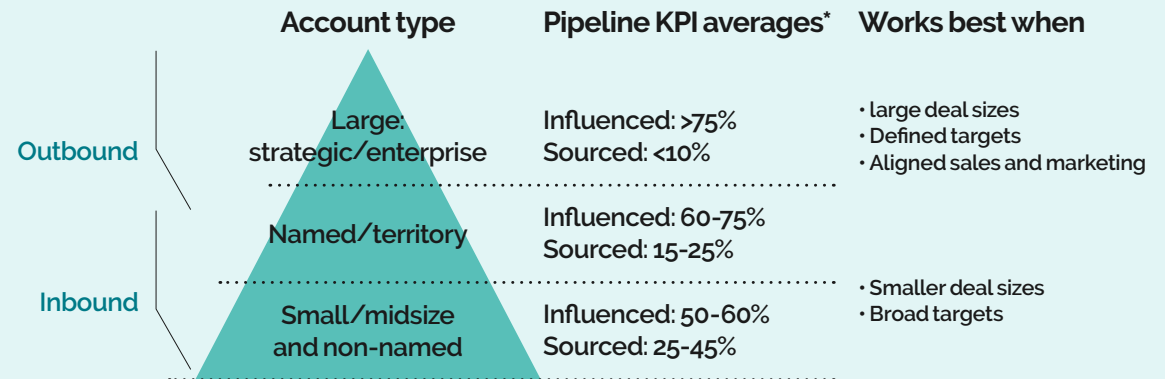 Account type
Pipeline KPI averages*
Works best when
Outbound
Large:
strategic/enterprise
Influenced: >75%
Sourced: <10%
• large deal sizes
• Defined targets
• Aligned sales and marketing
Named/territory
Influenced: 60-75%
Sourced: 15-25%
Inbound
Small/midsize
and non-named
Influenced: 50-60%
Sourced: 25-45%
• Smaller deal sizes
• Broad targets